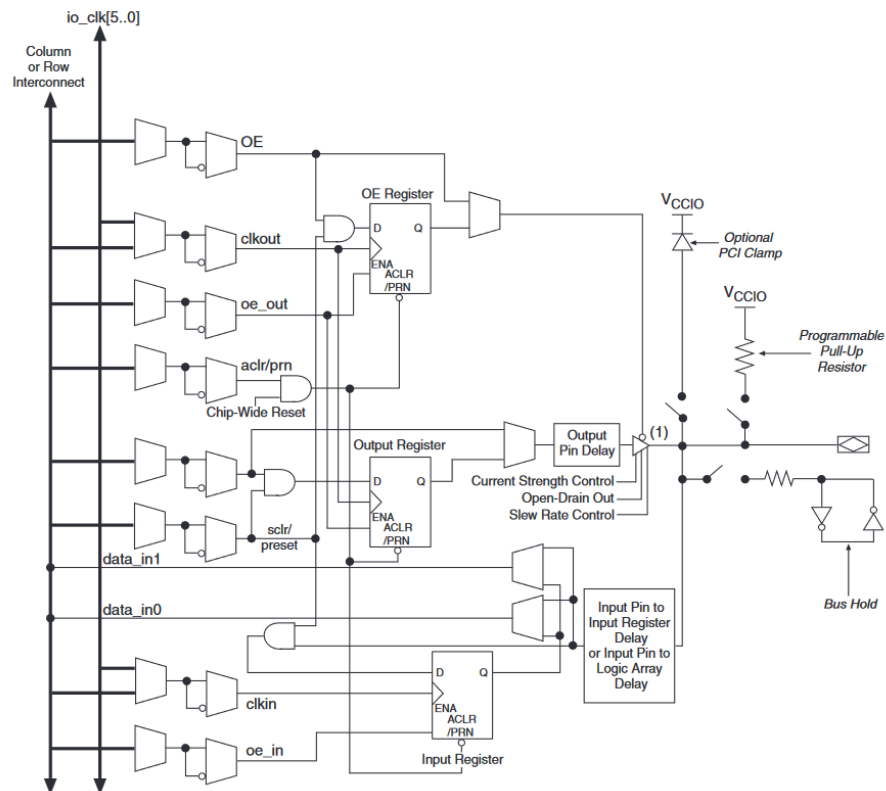 io_clk[5..0]
Column
or Row
Interconnect
OE
OE Register
V_CCIO
D
Q
clkout
Optional
PCI Clamp
ENA
ACLR
/PRN
oe_out
V_CCIO
Programmable
Pull-Up
Resistor
aclr/prn
Chip-Wide Reset
Output Register
Output
Pin Delay
(1)
D
Q
Current Strength Control
Open-Drain Out
Slew Rate Control
ENA
ACLR
/PRN
sclr/
preset
data_in1
data_in0
Input Pin to
Input Register
Delay
or Input Pin to
Logic Array
Delay
Bus Hold
D
Q
clkin
ENA
ACLR
/PRN
oe_in
Input Register